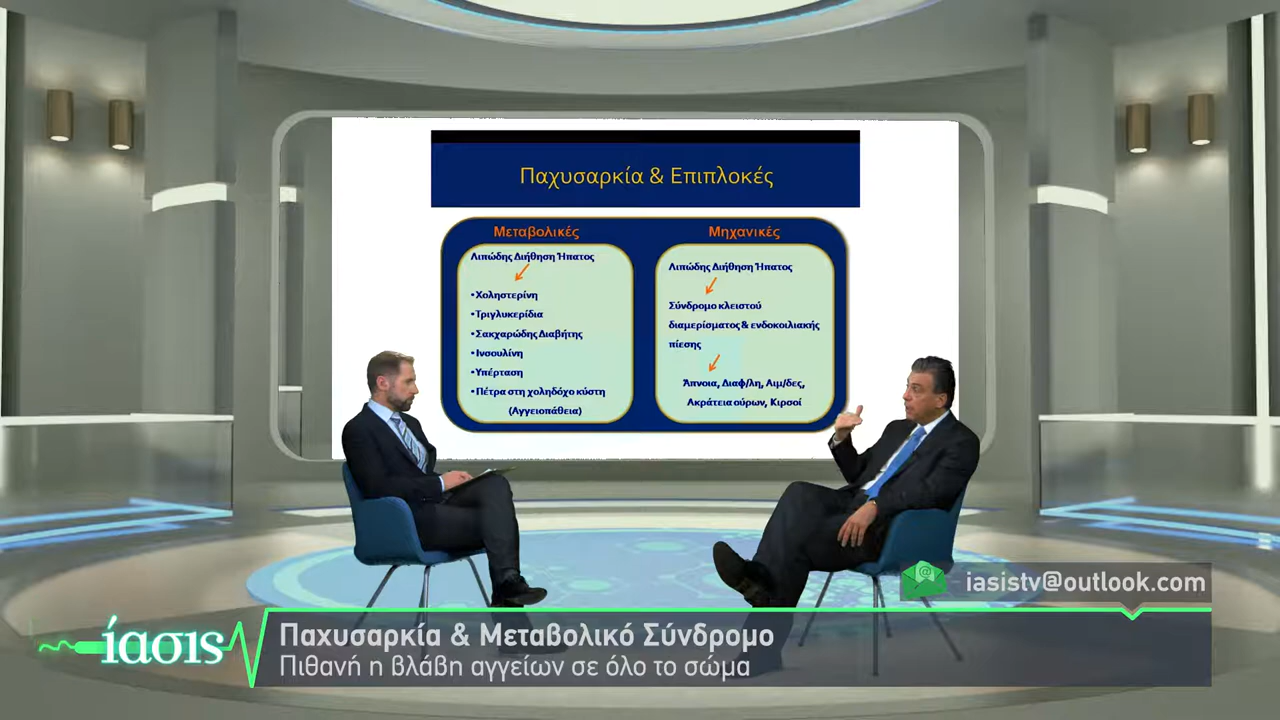 Παχυσαρκία & Επιπλοκές
Μεταβολικές
Λιπώδης Διήθηση Ήπατος
•Χοληστερίνη
•Τριγλυκερίδια
•Σακχαρώδης Διαβήτης
•Ινσουλίνη
•Υπέρταση
•Πέτρα στη χοληδόχο κύστη
(Αγγειοπάθεια)
Μηχανικές
Λιπώδης Διήθηση Ήπατος
Σύνδρομο κλειστού
διαμερίσματος & ενδοκοιλιακής
πίεσης
Άπνοια, Διαφ/λη, Αιμ/δες,
Ακράτεια ούρων, Κιρσοί
iasistv@outlook.com
ίασις
Παχυσαρκία & Μεταβολικό Σύνδρομο
Πιθανή η βλάβη αγγείων σε όλο το σώμα